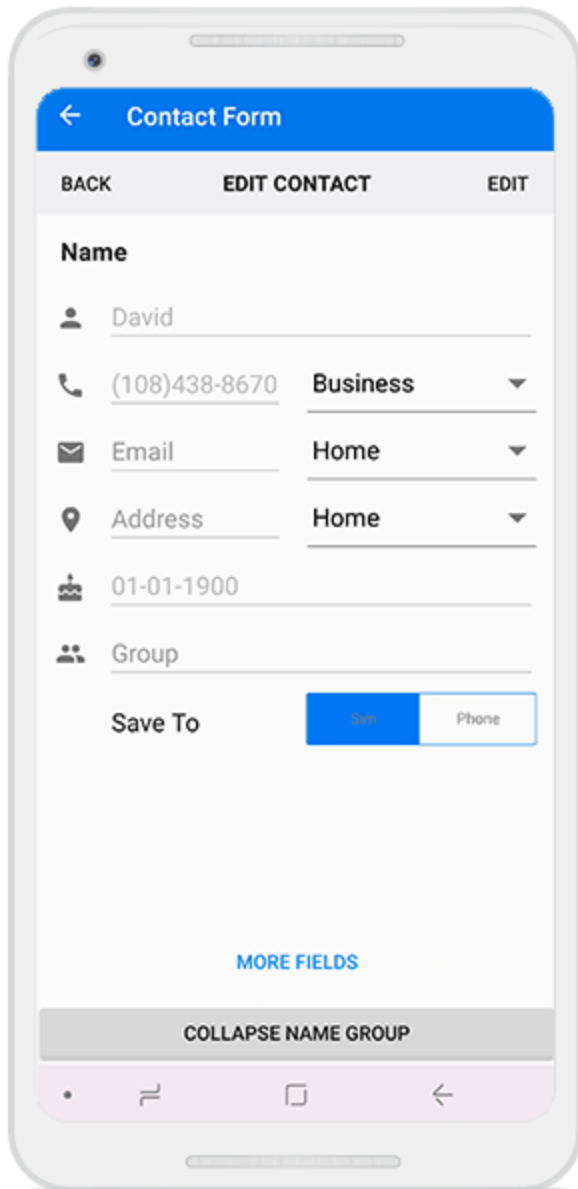 Contact Form
BACK EDIT CONTACT EDIT
Name
David
(108)438-8670 Business
Email Home
Address Home
01-01-1900
Group
Save To Sim Phone
MORE FIELDS
COLLAPSE NAME GROUP